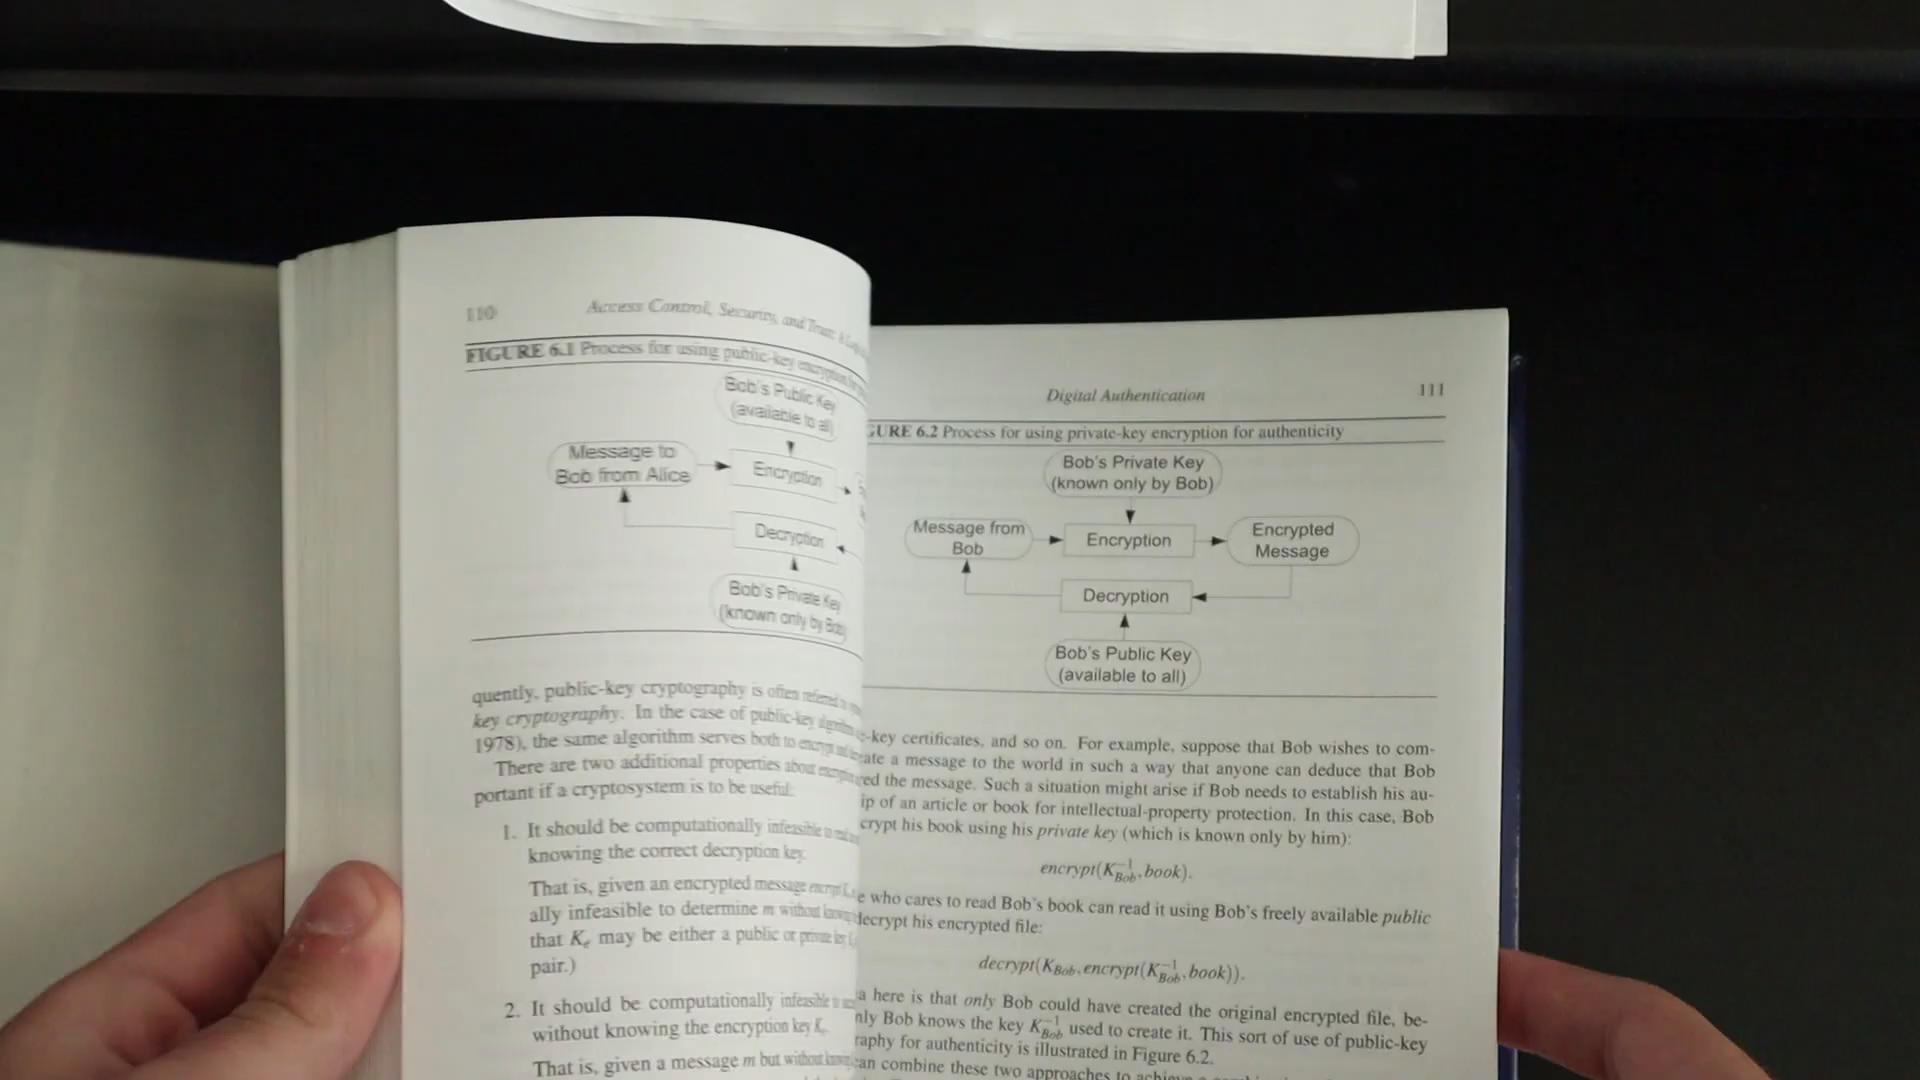 110
Access Control, Security, and Trust: A
FIGURE 6.1 Process for using public-key encryption
Bob's Public Key
(available to all)
Message to
Bob from Alice
Encryption
Decryption
Bob's Private Key
(known only by Bob)
quently, public-key cryptography is often referred
key cryptography. In the case of public-key
1978), the same algorithm serves both to encrypt and
There are two additional properties about
portant if a cryptosystem is to be useful:
1. It should be computationally infeasible to
knowing the correct decryption key.
That is, given an encrypted message
ally infeasible to determine m without
that Ke may be either a public or private key
pair.)
2. It should be computationally infeasible to
without knowing the encryption key Ke.
That is, given a message m but without
Digital Authentication
111
GURE 6.2 Process for using private-key encryption for authenticity
Bob's Private Key
(known only by Bob)
Message from
Bob
Encryption
Encrypted
Message
Decryption
Bob's Public Key
(available to all)
-key certificates, and so on. For example, suppose that Bob wishes to com-
ate a message to the world in such a way that anyone can deduce that Bob
ed the message. Such a situation might arise if Bob needs to establish his au-
ip of an article or book for intellectual-property protection. In this case, Bob
crypt his book using his private key (which is known only by him):
encrypt(K⁻¹Bob, book).
e who cares to read Bob's book can read it using Bob's freely available public
decrypt his encrypted file:
decrypt(KBob, encrypt(K⁻¹Bob, book)).
a here is that only Bob could have created the original encrypted file, be-
nly Bob knows the key K⁻¹Bob used to create it. This sort of use of public-key
raphy for authenticity is illustrated in Figure 6.2.
an combine these two approaches to achieve a